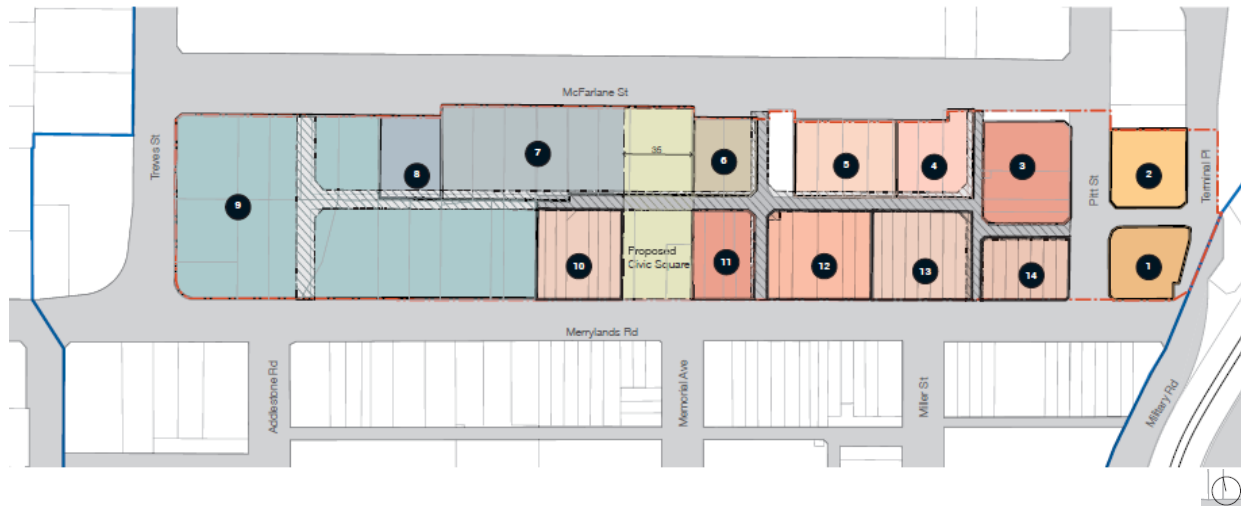 McFarlane St
Treves St
7
35
6
5
4
3
2
8
9
Pitt St
Terminal Pl
Proposed
Civic Square
10
11
12
13
14
1
Merrylands Rd
Addlestone Rd
Memorial Ave
Miller St
Military Rd